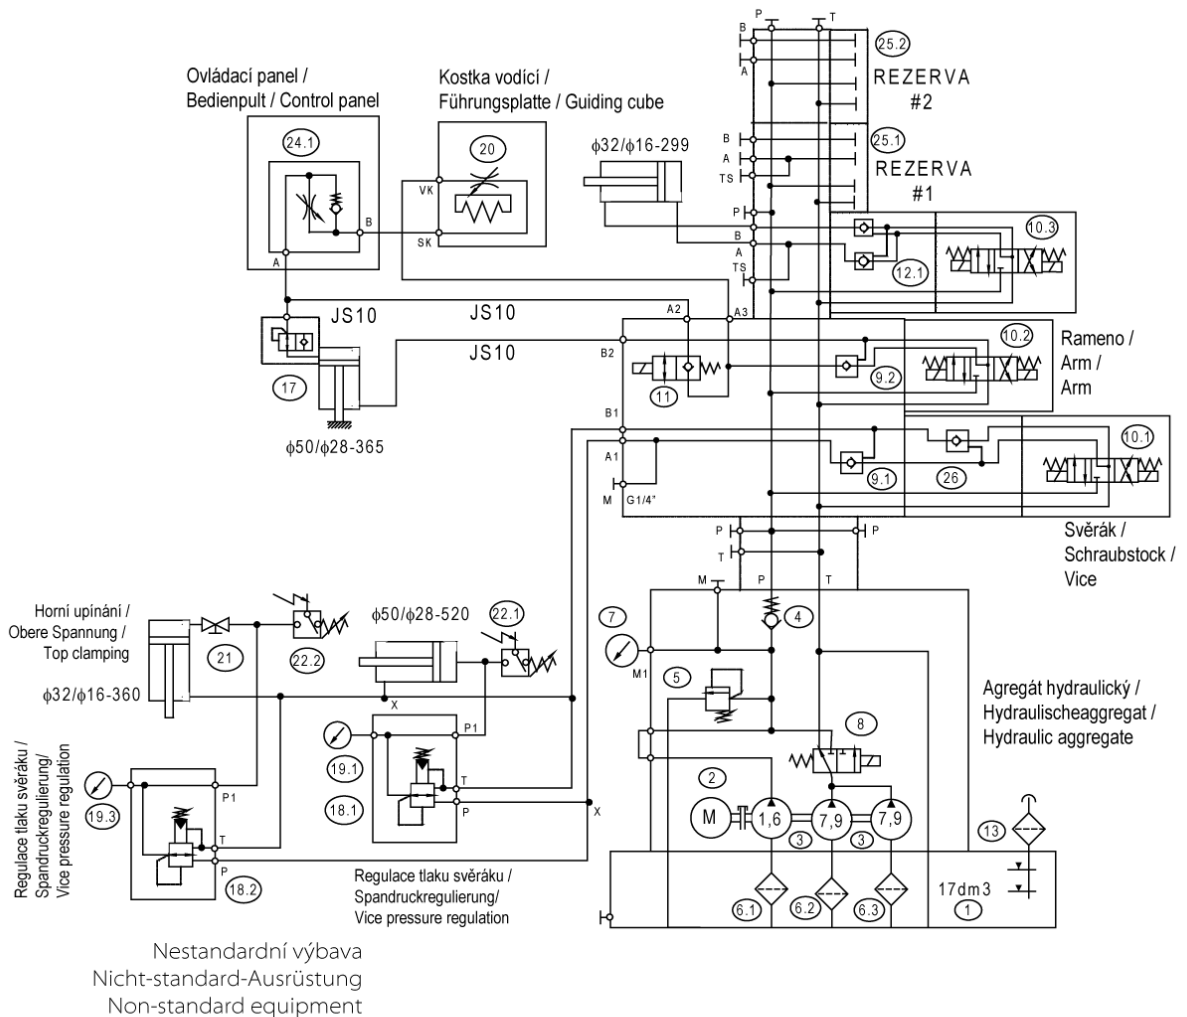 P
T
B
A
25.2
REZERVA
#2
Ovládací panel /
Bedienpult / Control panel
Kostka vodící /
Führungsplatte / Guiding cube
24.1
20
ϕ32/ϕ16-299
B
A
TS
25.1
REZERVA
#1
VK
SK
B
A
P
B
A
TS
10.3
12.1
JS10
JS10
JS10
A2
A3
17
B2
11
9.2
10.2
Rameno /
Arm /
Arm
ϕ50/ϕ28-365
B1
A1
M
G1/4"
9.1
26
10.1
Svěrák /
Schraubstock /
Vice
P
P
T
M
P
T
Horní upínání /
Obere Spannung /
Top clamping
21
22.2
ϕ50/ϕ28-520
22.1
7
4
M1
5
ϕ32/ϕ16-360
X
Agregát hydraulický /
Hydraulischeaggregat /
Hydraulic aggregate
8
P1
19.1
18.1
T
P
X
2
M
1,6
7,9
7,9
3
3
13
Regulace tlaku svěráku /
Spandruckregulierung/
Vice pressure regulation
19.3
P1
T
P
18.2
Regulace tlaku svěráku /
Spandruckregulierung/
Vice pressure regulation
6.1
6.2
6.3
17dm3
1
Nestandardní výbava
Nicht-standard-Ausrüstung
Non-standard equipment